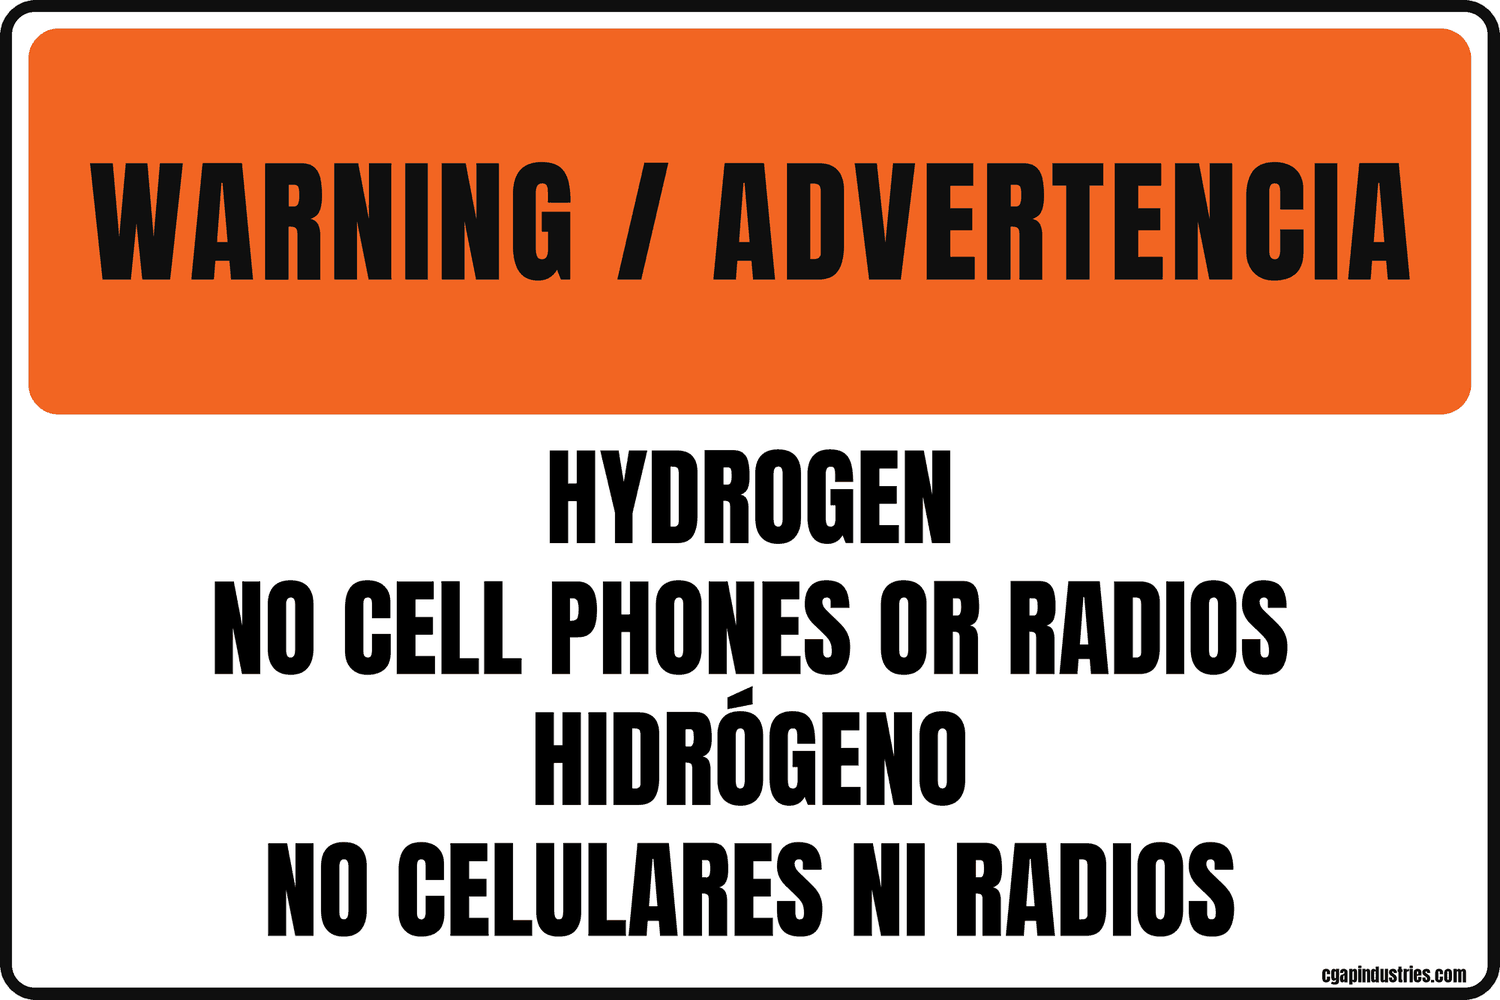 WARNING / ADVERTENCIA
HYDROGEN
NO CELL PHONES OR RADIOS
HIDRÓGENO
NO CELULARES NI RADIOS
cgapindustries.com